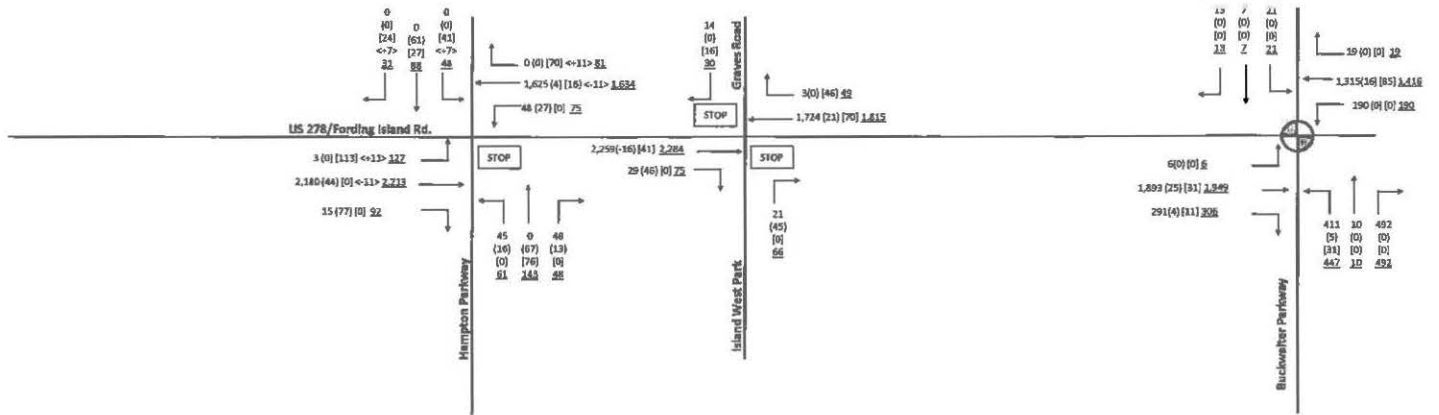 0
(0)
[24]
<+7>
31
0
(61)
[27]
88
0
(0)
[41]
<+7>
48
0 (0) [70] <+11> 81
1,625 (4) [16] <-11> 1,634
48 (27) [0] 75
US 278/Fording Island Rd.
3 (0) [113] <+11> 127
2,180 (44) [0] <-11> 2,213
15 (77) [0] 92
STOP
45
(16)
(0)
61
0
(67)
[76]
143
48
(13)
[0]
48
Hampton Parkway
14
(0)
[16]
30
Graves Road
STOP
3(0) [46] 49
1,724 (21) [70] 1,815
2,259(-16) [41] 2,284
29 (46) [0] 75
STOP
21
(45)
[0]
66
Island West Park
13
(0)
[0]
13
7
(0)
(0)
7
21
(0)
[0]
21
19 (0) [0] 19
1,315(16) [85] 1,416
190 (0) [0] 190
6(0) [0] 6
1,893 (25) [31] 1,949
291(4) [11] 306
411
(5)
[31]
447
10
(0)
[0]
10
492
(0)
[0]
492
Buckwalter Parkway